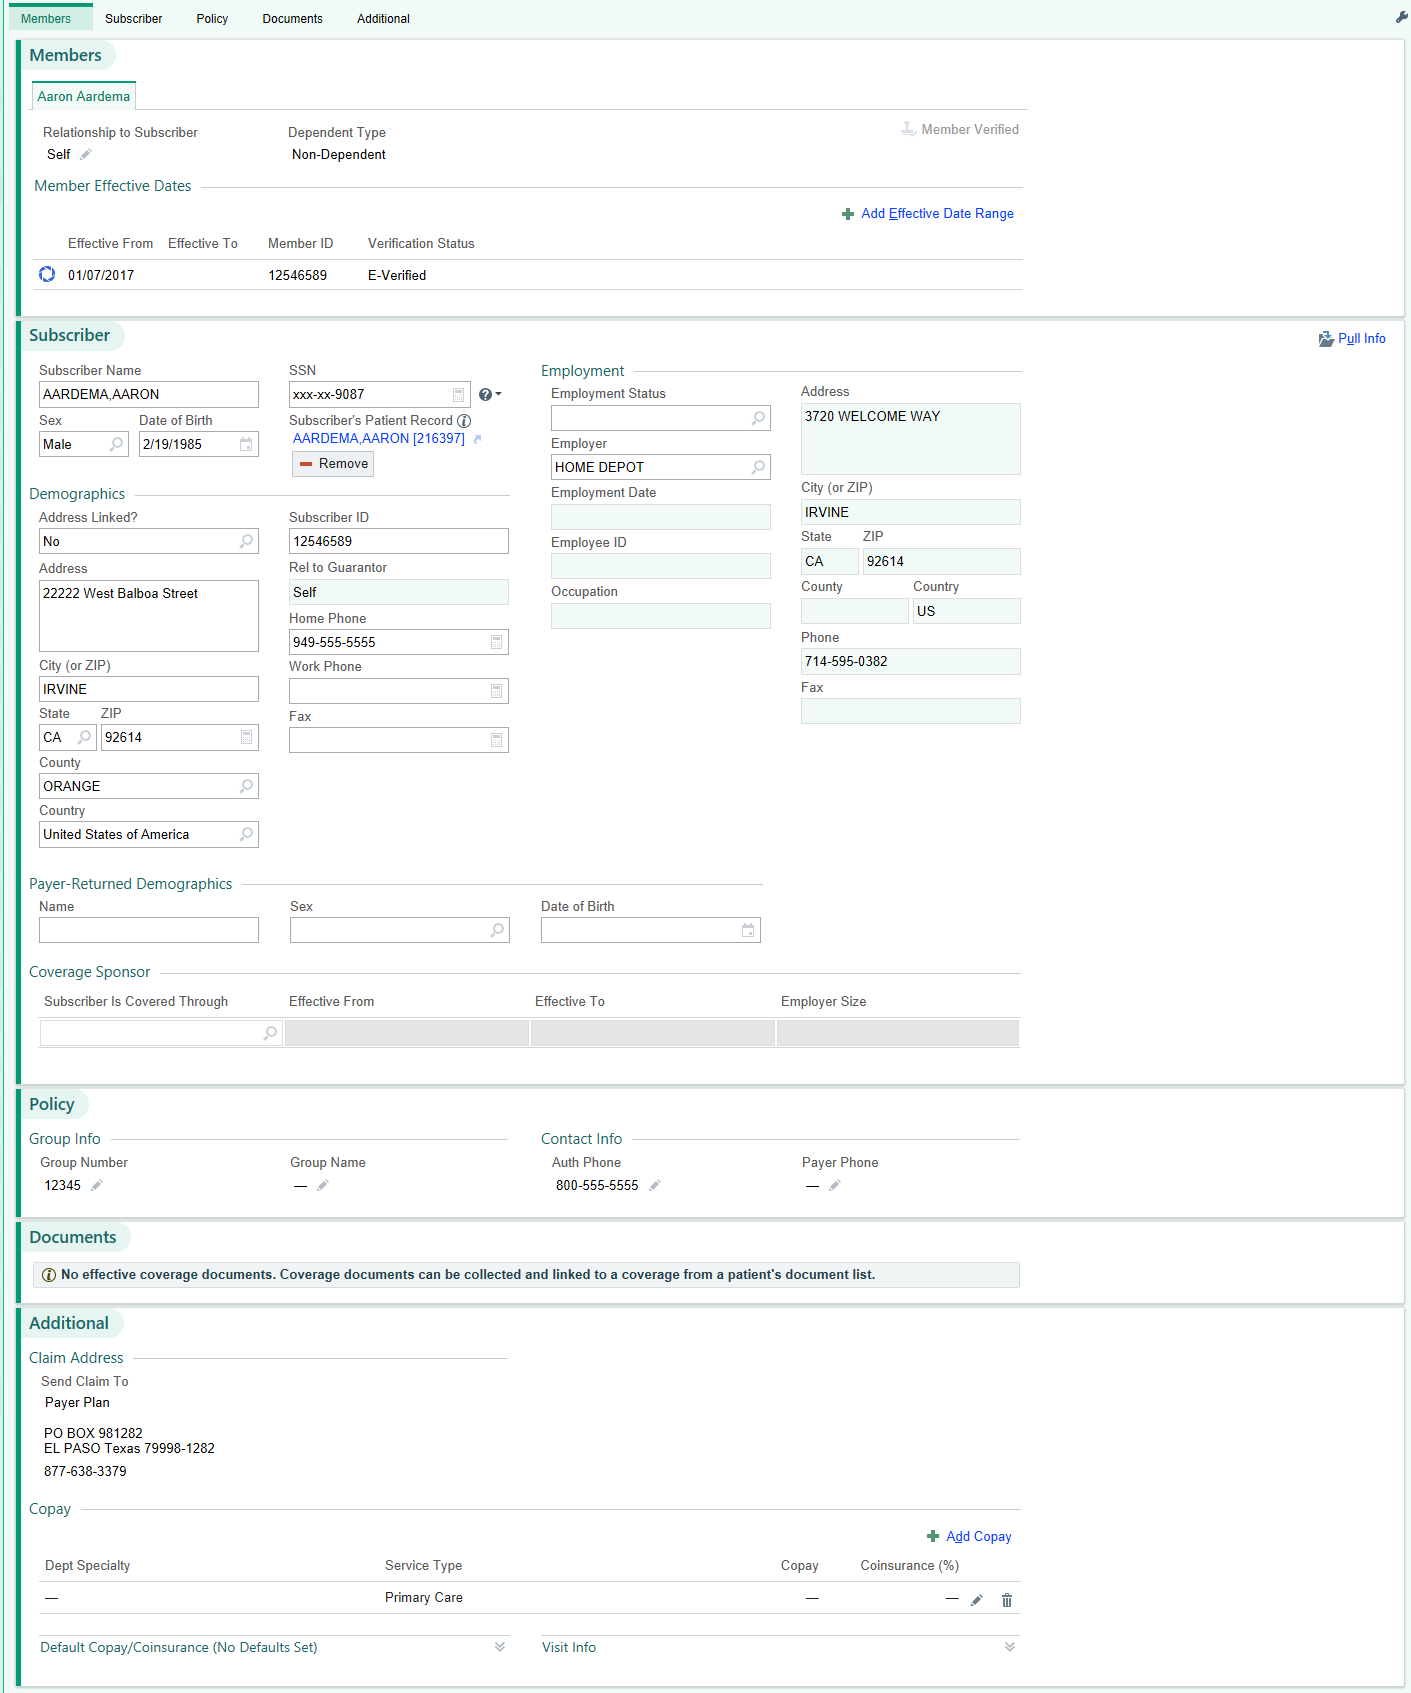 Members Subscriber Policy Documents Additional
Members
Aaron Aardema
Relationship to Subscriber Dependent Type Member Verified
Self Non-Dependent
Member Effective Dates
Add Effective Date Range
Effective From Effective To Member ID Verification Status
01/07/2017 12546589 E-Verified
Subscriber
Pull Info
Subscriber Name SSN
AARDEMA,AARON xxx-xx-9087
Sex Date of Birth Subscriber's Patient Record
Male 2/19/1985 AARDEMA,AARON [216397]
Remove
Demographics
Address Linked? Subscriber ID
No 12546589
Address Rel to Guarantor
22222 West Balboa Street Self
Home Phone
949-555-5555
City (or ZIP) Work Phone
IRVINE
State ZIP Fax
CA 92614
County
ORANGE
Country
United States of America
Employment
Employment Status Address
3720 WELCOME WAY
Employer
HOME DEPOT
Employment Date City (or ZIP)
IRVINE
Employee ID State ZIP
CA 92614
Occupation County Country
US
Phone
714-595-0382
Fax
Payer-Returned Demographics
Name Sex Date of Birth
Coverage Sponsor
Subscriber Is Covered Through Effective From Effective To Employer Size
Policy
Group Info Contact Info
Group Number Group Name Auth Phone Payer Phone
12345 — 800-555-5555 —
Documents
No effective coverage documents. Coverage documents can be collected and linked to a coverage from a patient's document list.
Additional
Claim Address
Send Claim To
Payer Plan
PO BOX 981282
EL PASO Texas 79998-1282
877-638-3379
Copay
Add Copay
Dept Specialty Service Type Copay Coinsurance (%)
— Primary Care — —
Default Copay/Coinsurance (No Defaults Set) Visit Info